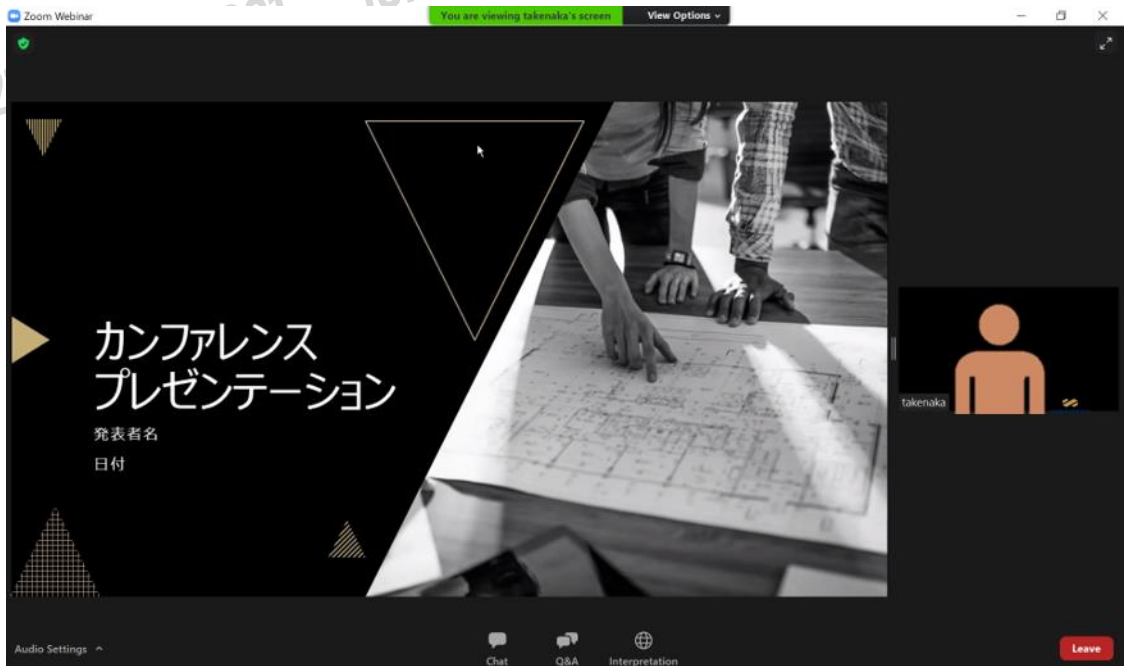 Zoom Webinar
You are viewing takenaka's screen
View Options
カンファレンス
プレゼンテーション
発表者名
日付
takenaka
Audio Settings
Chat
Q&A
Interpretation
Leave